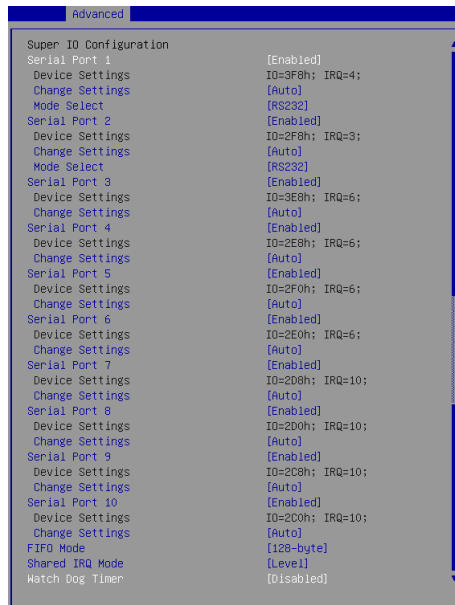 Advanced
Super IO Configuration
Serial Port 1 [Enabled]
Device Settings IO=3F8h; IRQ=4;
Change Settings [Auto]
Mode Select [RS232]
Serial Port 2 [Enabled]
Device Settings IO=2F8h; IRQ=3;
Change Settings [Auto]
Mode Select [RS232]
Serial Port 3 [Enabled]
Device Settings IO=3E8h; IRQ=6;
Change Settings [Auto]
Serial Port 4 [Enabled]
Device Settings IO=2E8h; IRQ=6;
Change Settings [Auto]
Serial Port 5 [Enabled]
Device Settings IO=2F0h; IRQ=6;
Change Settings [Auto]
Serial Port 6 [Enabled]
Device Settings IO=2E0h; IRQ=6;
Change Settings [Auto]
Serial Port 7 [Enabled]
Device Settings IO=2D8h; IRQ=10;
Change Settings [Auto]
Serial Port 8 [Enabled]
Device Settings IO=2D0h; IRQ=10;
Change Settings [Auto]
Serial Port 9 [Enabled]
Device Settings IO=2C8h; IRQ=10;
Change Settings [Auto]
Serial Port 10 [Enabled]
Device Settings IO=2C0h; IRQ=10;
Change Settings [Auto]
FIFO Mode [128-byte]
Shared IRQ Mode [Level]
Watch Dog Timer [Disabled]